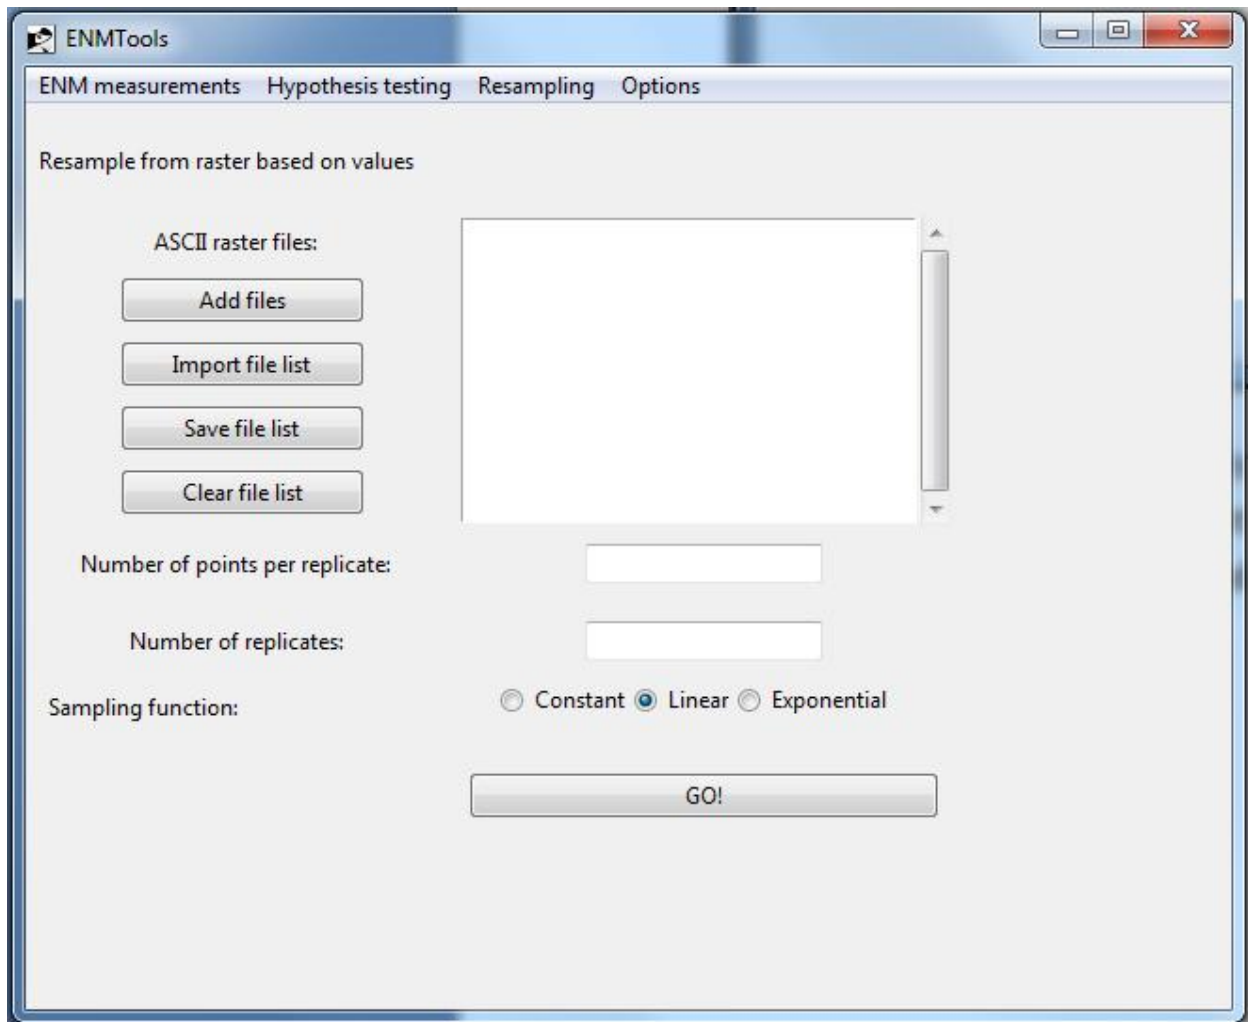 ENMTools
ENM measurements Hypothesis testing Resampling Options
Resample from raster based on values
ASCII raster files:
Add files
Import file list
Save file list
Clear file list
Number of points per replicate:
Number of replicates:
Sampling function: Constant Linear Exponential
GO!